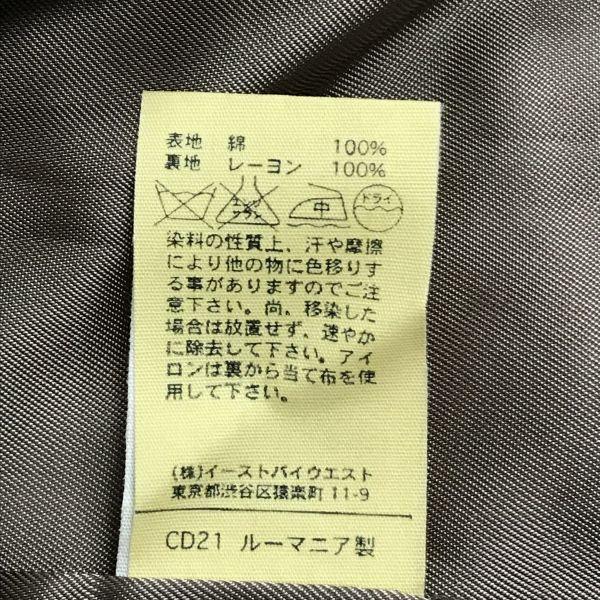 表地 綿 100%
裏地 レーヨン 100%
エンソ サラシ 中 ドライ
染料の性質上、汗や摩擦
により他の物に色移りす
る事がありますのでご注
意下さい。尚、移染した
場合は放置せず、速やか
に除去して下さい。アイ
ロンは裏から当て布を使
用して下さい。
(株)イーストバイウエスト
東京都渋谷区猿楽町 11-9
CD21 ルーマニア製